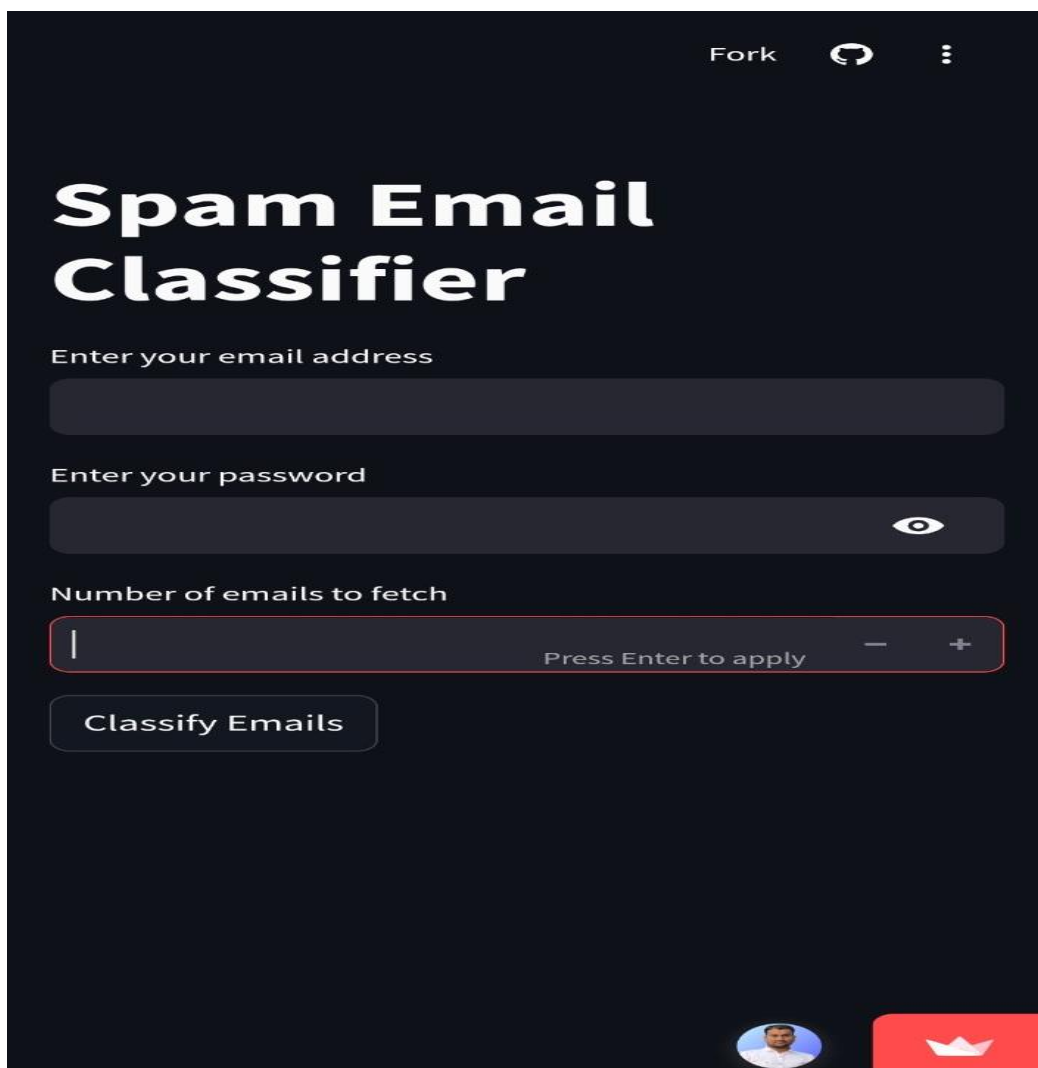 Fork
Spam Email
Classifier
Enter your email address
Enter your password
Number of emails to fetch
Press Enter to apply
Classify Emails